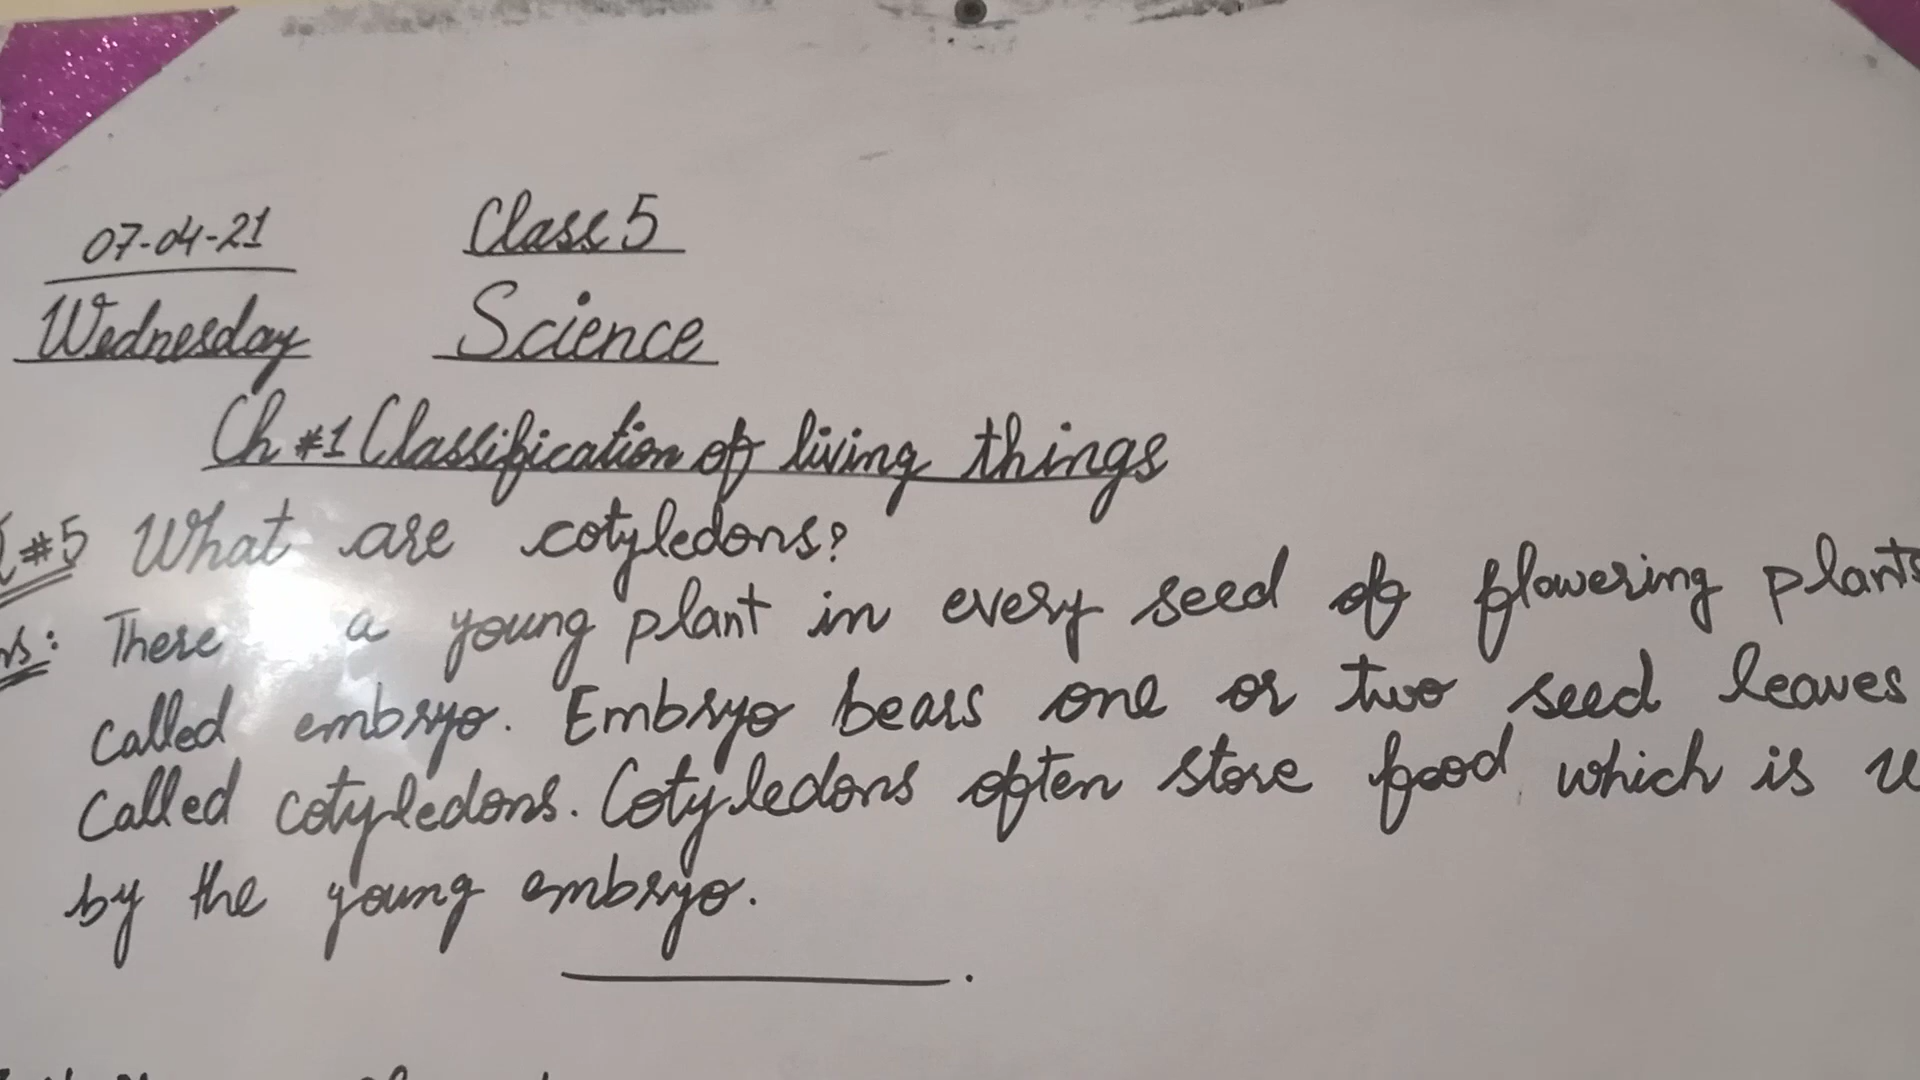 07-04-21 Class 5
Wednesday Science
Ch #1 Classification of living things
#5 What are cotyledons?
There a young plant in every seed of flowering plants
called embryo. Embryo bears one or two seed leaves
called cotyledons. Cotyledons often store food which is
by the young embryo.